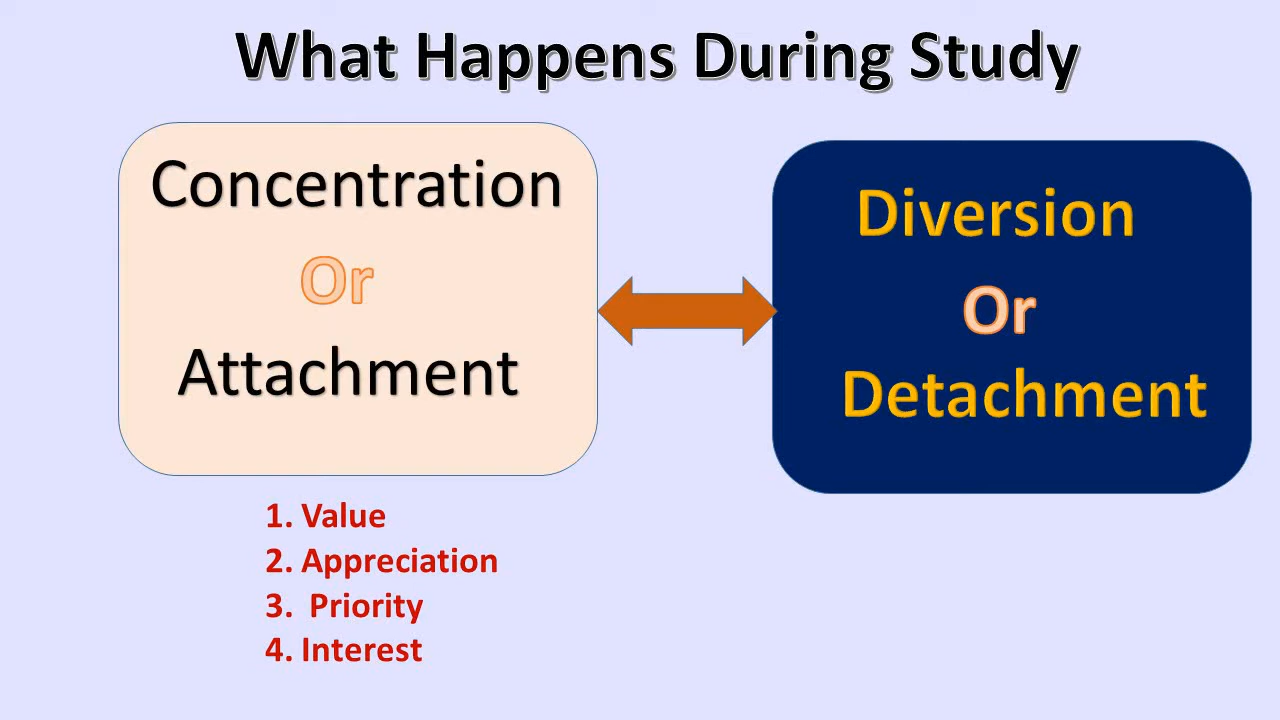 What Happens During Study
Concentration
Or
Attachment
Diversion
Or
Detachment
1. Value
2. Appreciation
3. Priority
4. Interest